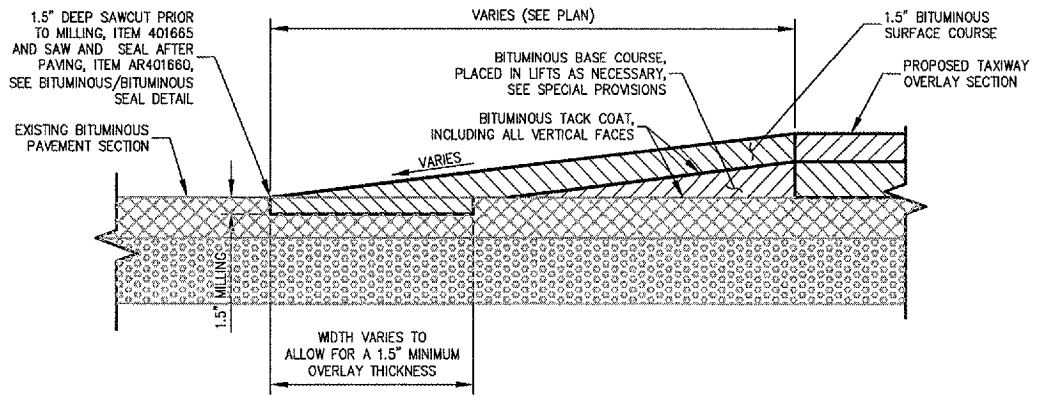 1.5" DEEP SAWCUT PRIOR
TO MILLING, ITEM 401665
AND SAW AND SEAL AFTER
PAVING, ITEM AR401660,
SEE BITUMINOUS/BITUMINOUS
SEAL DETAIL
EXISTING BITUMINOUS
PAVEMENT SECTION
VARIES (SEE PLAN)
BITUMINOUS BASE COURSE,
PLACED IN LIFTS AS NECESSARY,
SEE SPECIAL PROVISIONS
BITUMINOUS TACK COAT,
INCLUDING ALL VERTICAL FACES
1.5" BITUMINOUS
SURFACE COURSE
PROPOSED TAXIWAY
OVERLAY SECTION
VARIES
1.5" MILLING
WIDTH VARIES TO
ALLOW FOR A 1.5" MINIMUM
OVERLAY THICKNESS